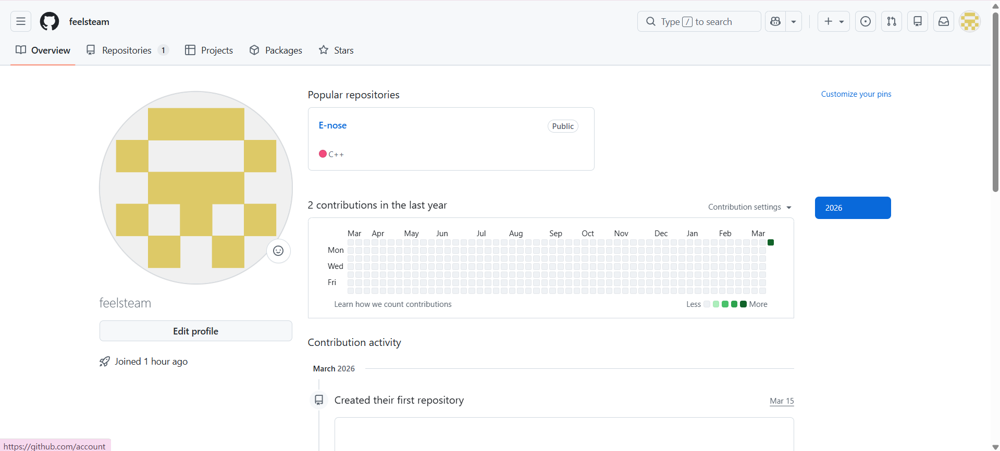 feelsteam
Type / to search
Overview
Repositories 1
Projects
Packages
Stars
Popular repositories
Customize your pins
E-nose
Public
C++
2 contributions in the last year
Contribution settings
2026
Mar Apr May Jun Jul Aug Sep Oct Nov Dec Jan Feb Mar
Mon
Wed
Fri
Learn how we count contributions
Less More
feelsteam
Edit profile
Joined 1 hour ago
Contribution activity
March 2026
Created their first repository
Mar 15
https://github.com/account